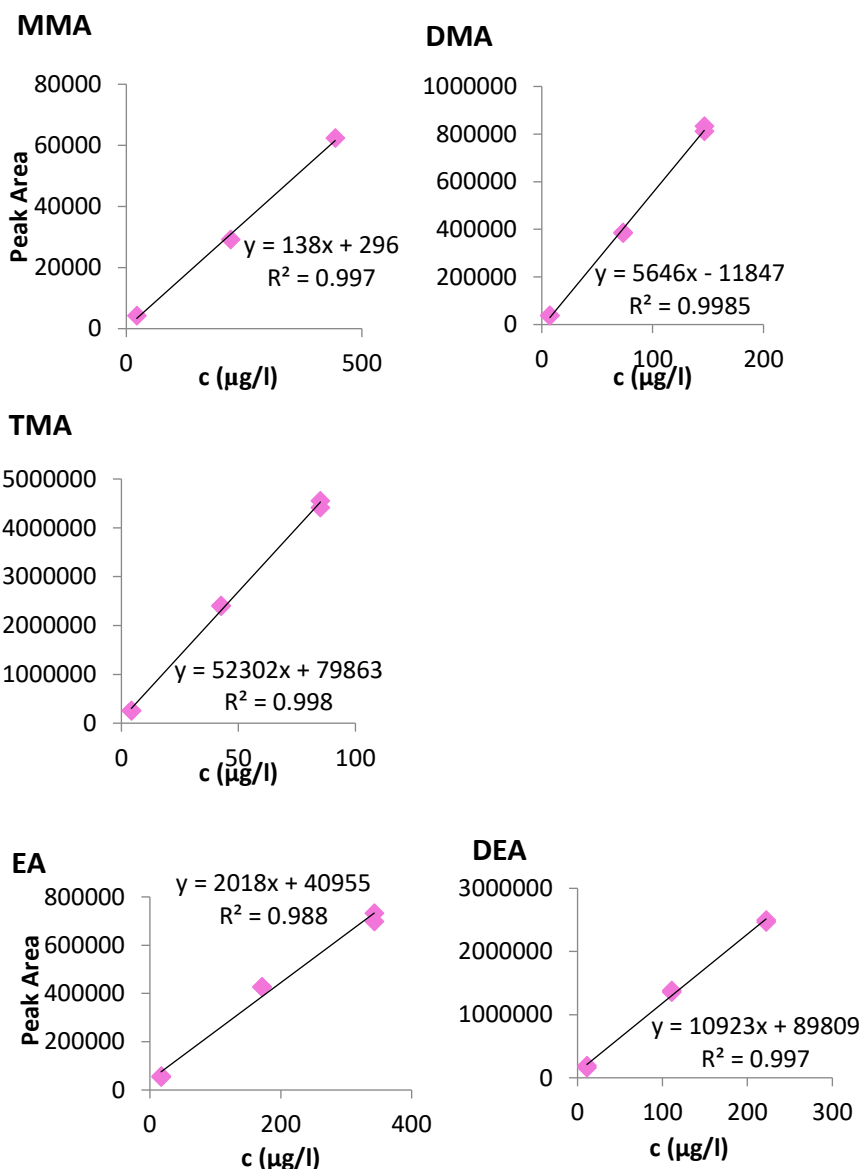 MMA
80000
60000
40000
20000
0
Peak Area
y = 138x + 296
R² = 0.997
0
500
c (µg/l)
DMA
1000000
800000
600000
400000
200000
0
y = 5646x - 11847
R² = 0.9985
0
100
200
c (µg/l)
TMA
5000000
4000000
3000000
2000000
1000000
0
y = 52302x + 79863
R² = 0.998
0
50
100
c (µg/l)
EA
800000
600000
400000
200000
0
Peak Area
y = 2018x + 40955
R² = 0.988
0
200
400
c (µg/l)
DEA
3000000
2000000
1000000
0
y = 10923x + 89809
R² = 0.997
0
100
200
300
c (µg/l)